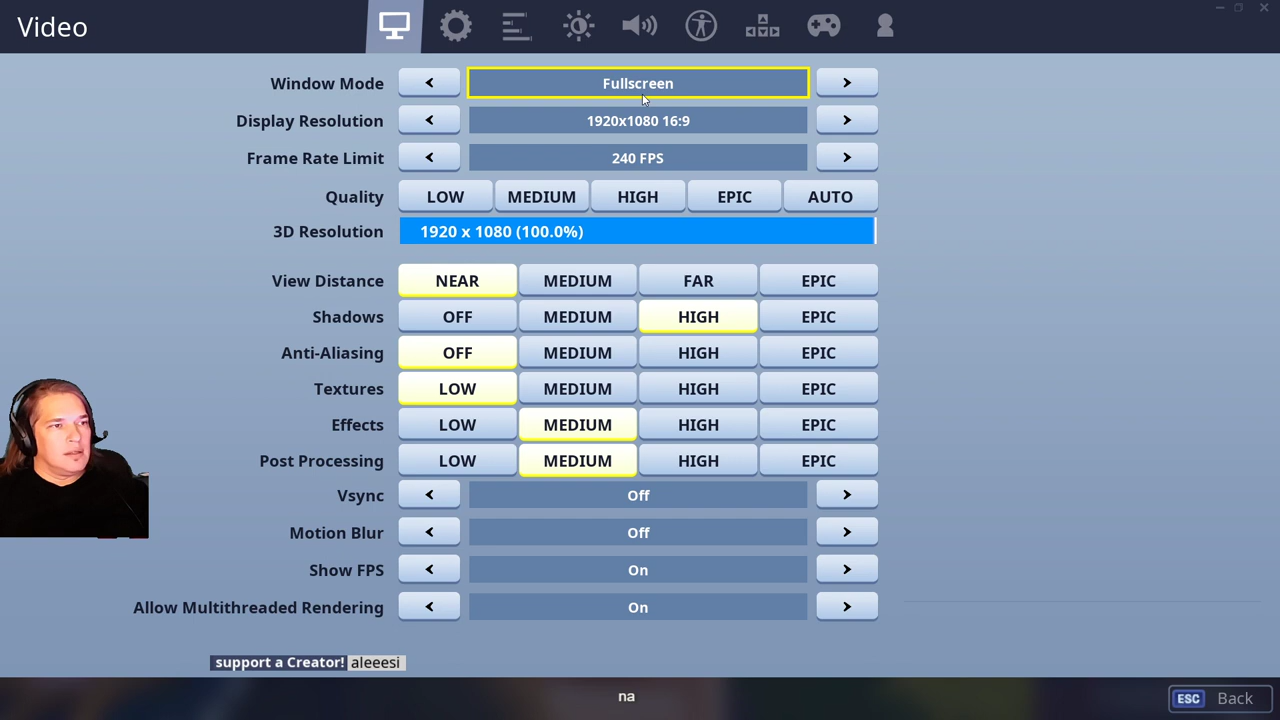 Video
Window Mode < Fullscreen >
Display Resolution < 1920x1080 16:9 >
Frame Rate Limit < 240 FPS >
Quality LOW MEDIUM HIGH EPIC AUTO
3D Resolution 1920 x 1080 (100.0%)
View Distance NEAR MEDIUM FAR EPIC
Shadows OFF MEDIUM HIGH EPIC
Anti-Aliasing OFF MEDIUM HIGH EPIC
Textures LOW MEDIUM HIGH EPIC
Effects LOW MEDIUM HIGH EPIC
Post Processing LOW MEDIUM HIGH EPIC
Vsync < Off >
Motion Blur < Off >
Show FPS < On >
Allow Multithreaded Rendering < On >
support a Creator! aleeesi
na
ESC Back